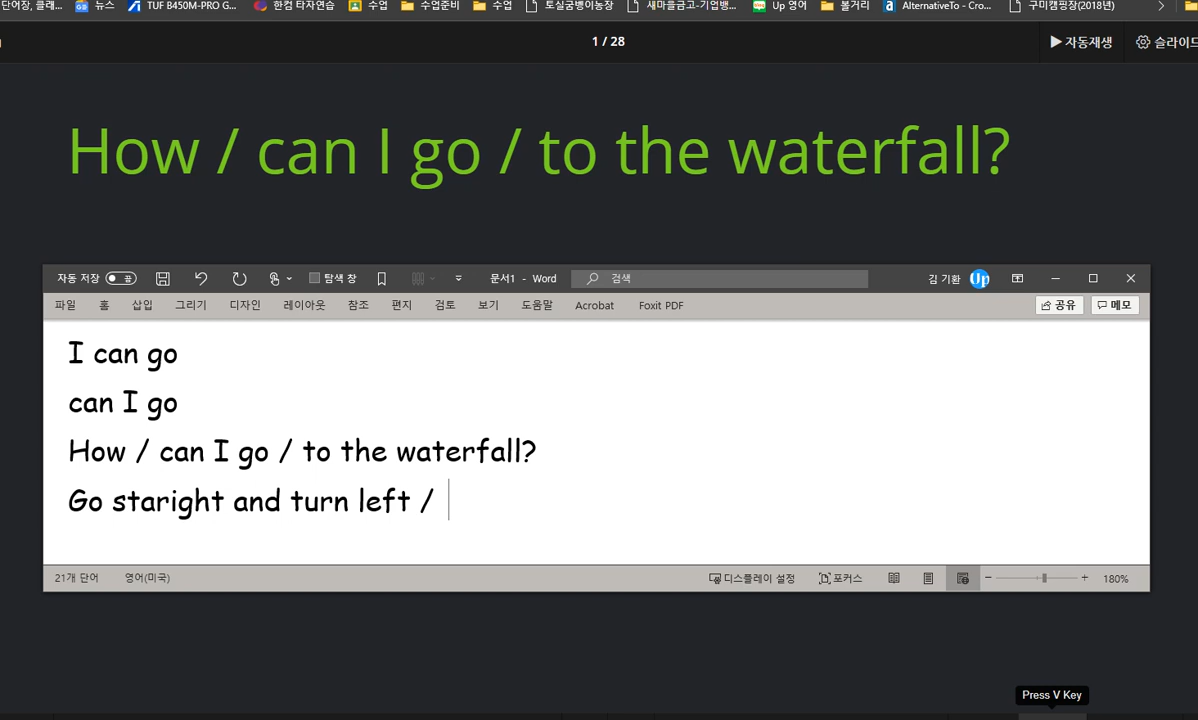 단어장, 클래... 뉴스 TUF B450M-PRO G... 한컴 타자연습 수업 수업준비 수업 토실굼벵이농장 새마을금고-기업뱅... Up 영어 볼거리 AlternativeTo - Cro... 구미캠핑장(2018년)
1 / 28 자동재생 슬라이드
How / can I go / to the waterfall?
자동 저장 끔 탐색 창 문서1 - Word 검색 김 기환 Up
파일 홈 삽입 그리기 디자인 레이아웃 참조 편지 검토 보기 도움말 Acrobat Foxit PDF 공유 메모
I can go
can I go
How / can I go / to the waterfall?
Go staright and turn left /
21개 단어 영어(미국) 디스플레이 설정 포커스 180%
Press V Key